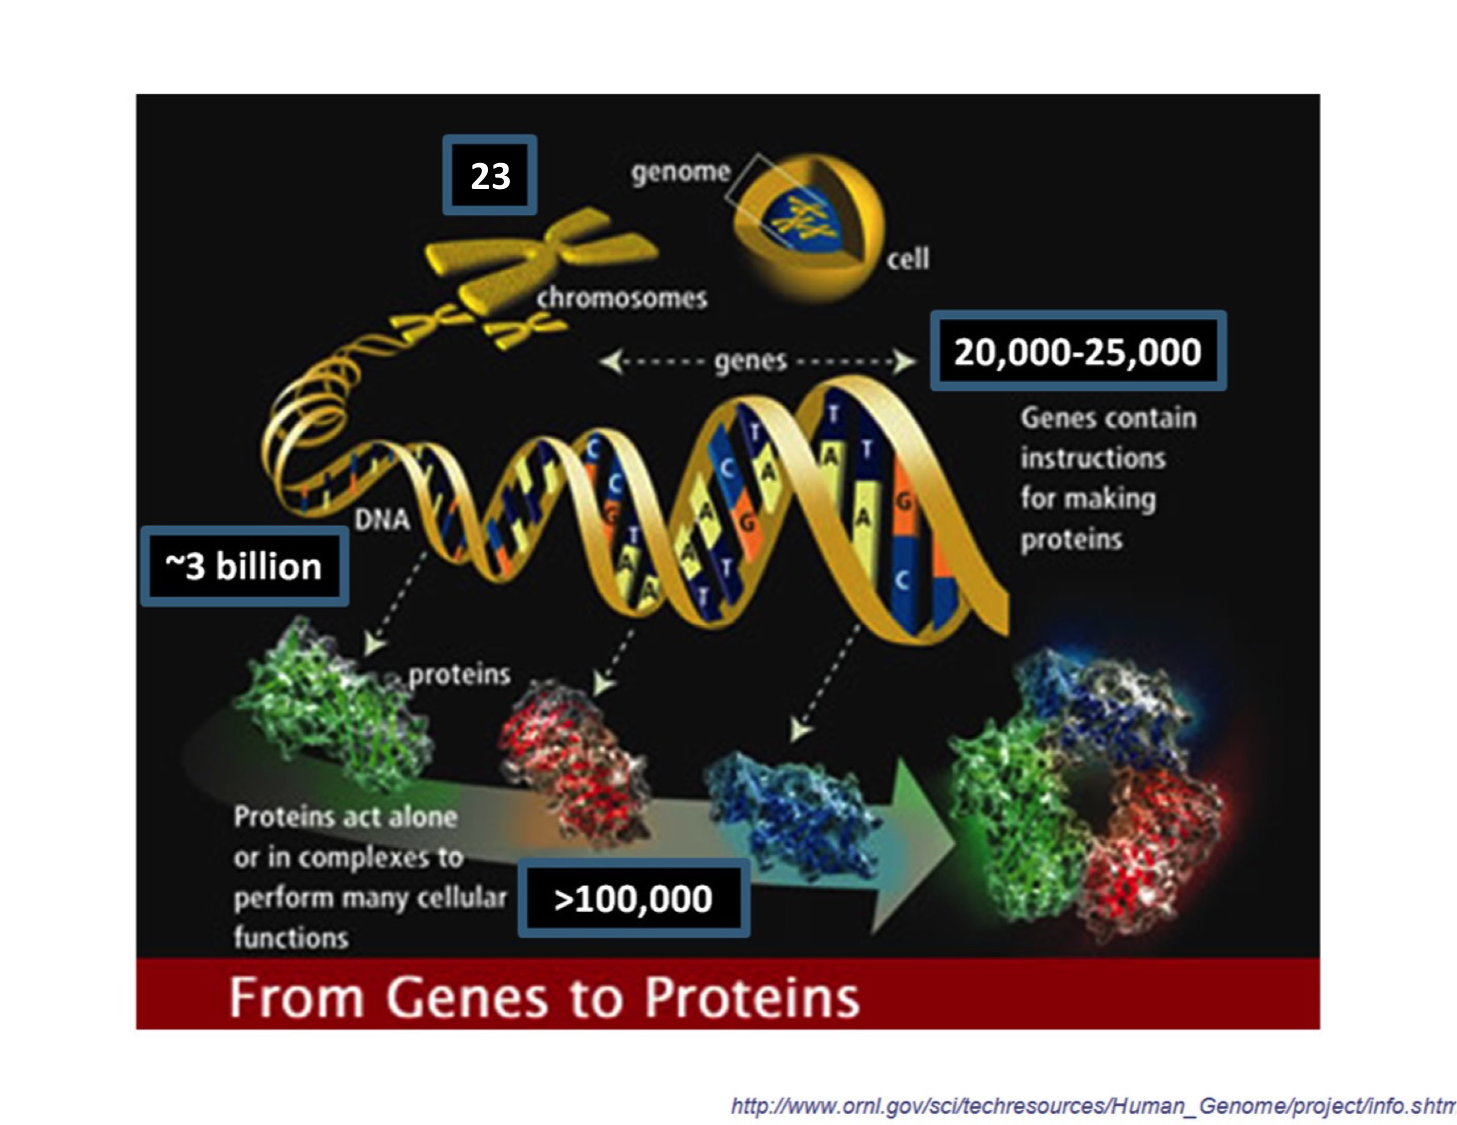 23
genome
cell
chromosomes
genes
20,000-25,000
Genes contain
instructions
for making
proteins
DNA
~3 billion
C
C
G
T
A
A
A
A
T
T
C
G
T
A
T
A
T
A
G
C
proteins
Proteins act alone
or in complexes to
perform many cellular
functions
>100,000
From Genes to Proteins
http://www.ornl.gov/sci/techresources/Human_Genome/project/info.shtm